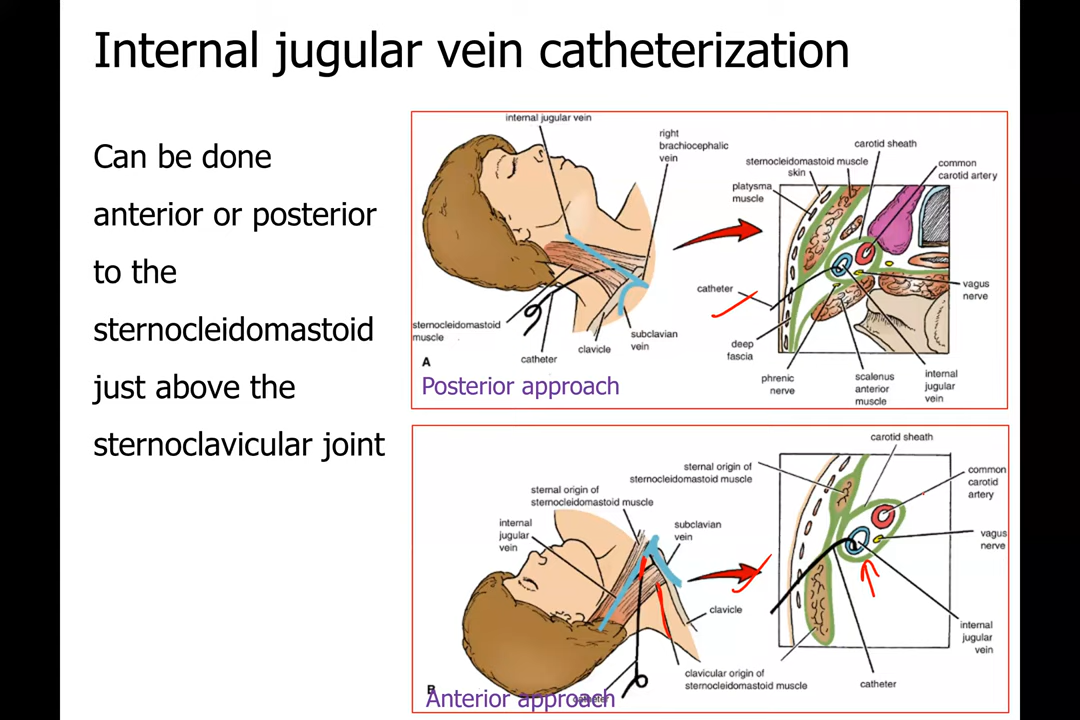 Internal jugular vein catheterization
Can be done
anterior or posterior
to the
sternocleidomastoid
just above the
sternoclavicular joint
internal jugular vein
right
brachiocephalic
vein
sternocleidomastoid
muscle
catheter
clavicle
subclavian
vein
A
Posterior approach
carotid sheath
sternocleidomastoid muscle
skin
common
carotid artery
platysma
muscle
catheter
vagus
nerve
deep
fascia
phrenic
nerve
scalenus
anterior
muscle
internal
jugular
vein
sternal origin of
sternocleidomastoid muscle
internal
jugular
vein
subclavian
vein
clavicle
clavicular origin of
sternocleidomastoid muscle
B
Anterior approach
carotid sheath
sternal origin of
sternocleidomastoid muscle
common
carotid
artery
vagus
nerve
internal
jugular
vein
catheter